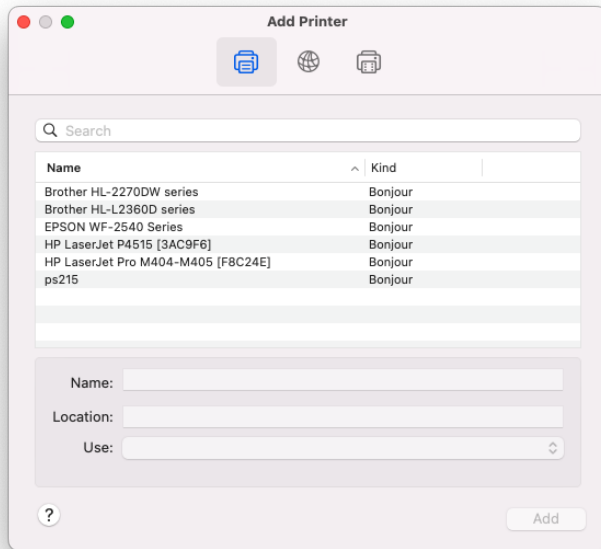 Add Printer
Search
Name Kind
Brother HL-2270DW series Bonjour
Brother HL-L2360D series Bonjour
EPSON WF-2540 Series Bonjour
HP LaserJet P4515 [3AC9F6] Bonjour
HP LaserJet Pro M404-M405 [F8C24E] Bonjour
ps215 Bonjour
Name:
Location:
Use:
? Add